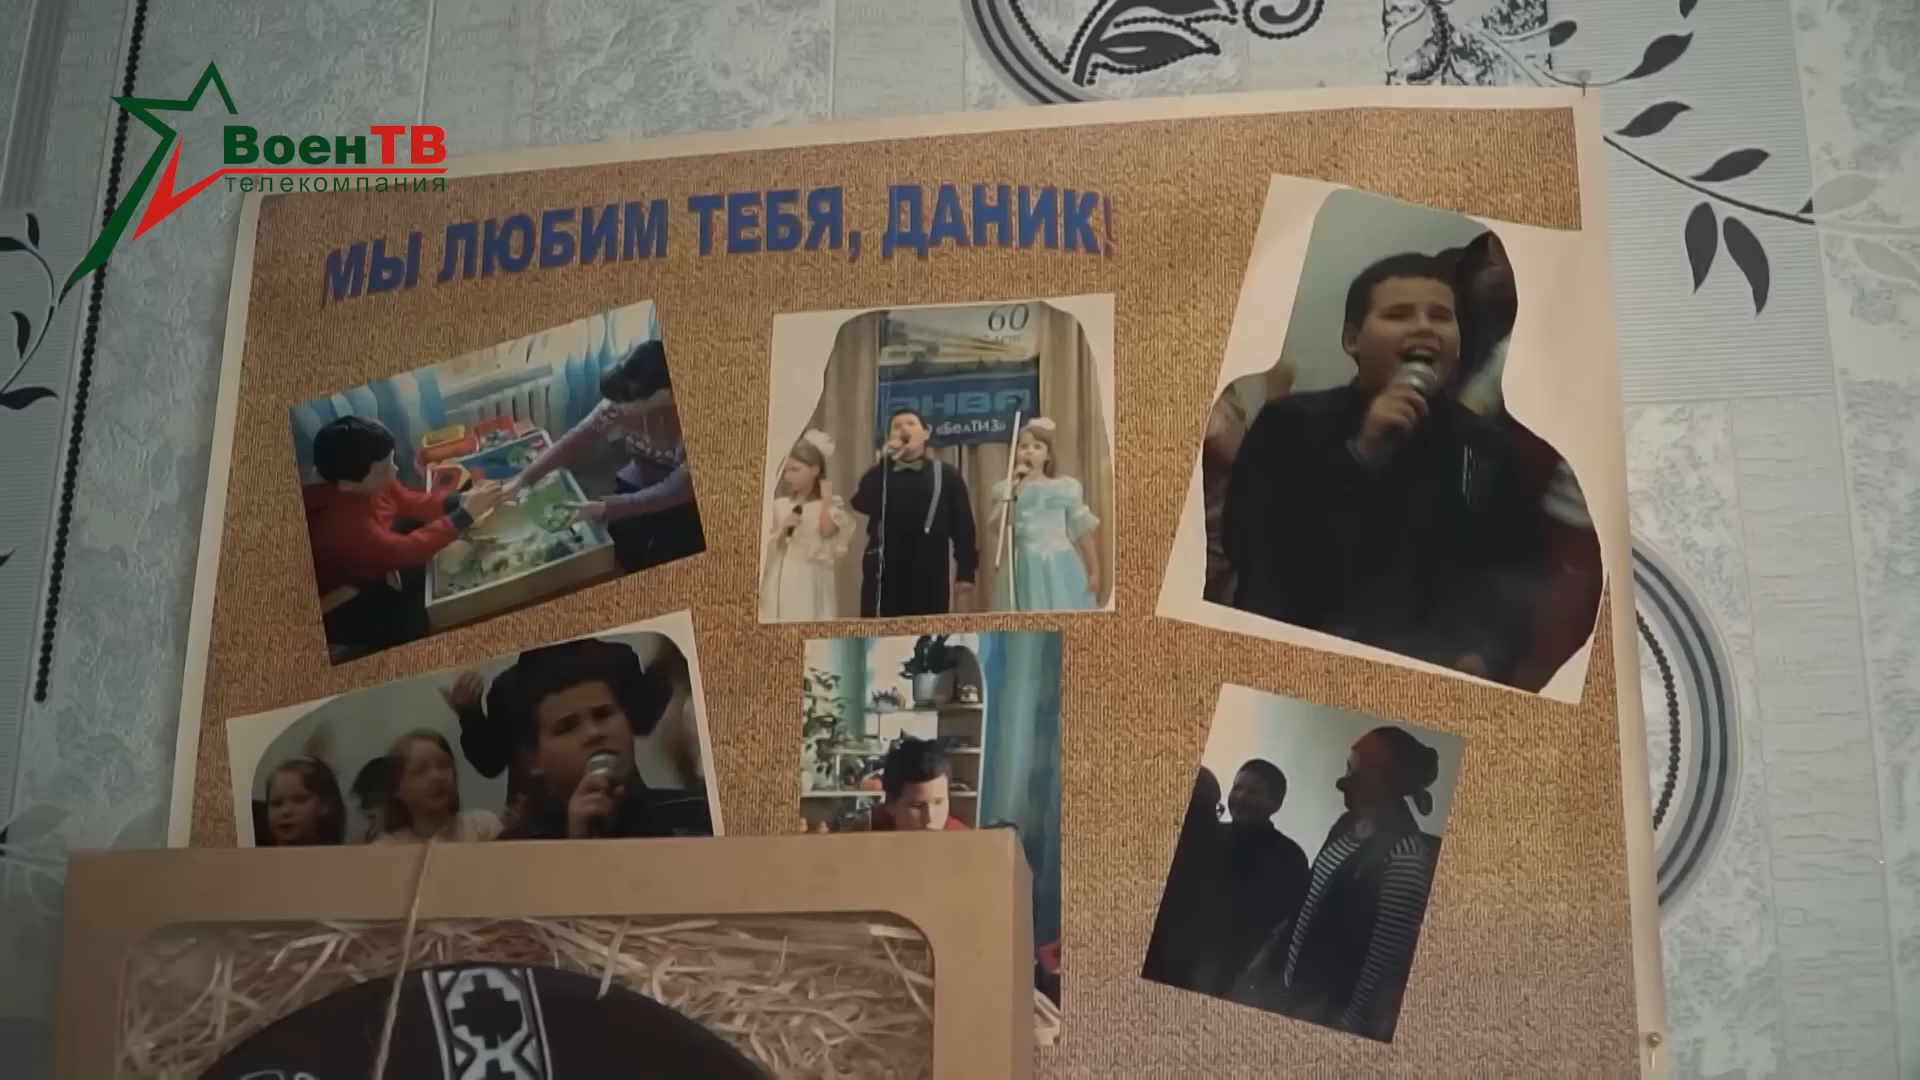 ВоенТВ
телекомпания
МЫ ЛЮБИМ ТЕБЯ, ДАНИК!
60
«БелТИЗ»